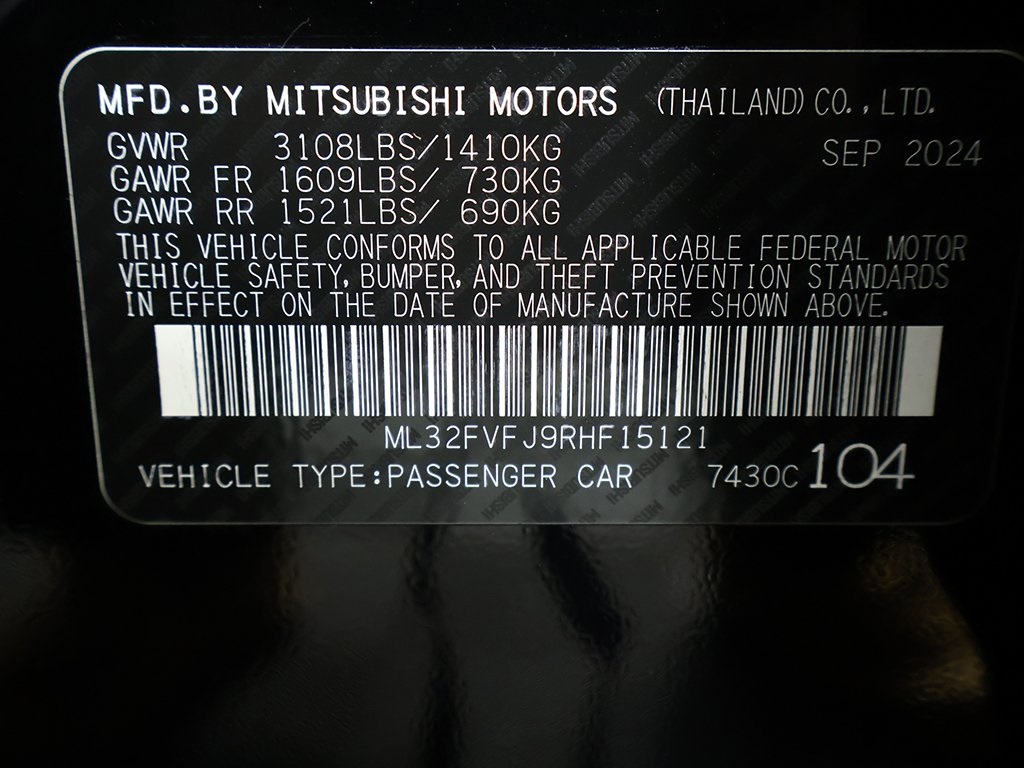 MFD.BY MITSUBISHI MOTORS (THAILAND) CO., LTD.
GVWR 3108LBS/1410KG SEP 2024
GAWR FR 1609LBS/ 730KG
GAWR RR 1521LBS/ 690KG
THIS VEHICLE CONFORMS TO ALL APPLICABLE FEDERAL MOTOR
VEHICLE SAFETY, BUMPER, AND THEFT PREVENTION STANDARDS
IN EFFECT ON THE DATE OF MANUFACTURE SHOWN ABOVE.
ML32FVFJ9RHF15121
VEHICLE TYPE:PASSENGER CAR 7430C 104